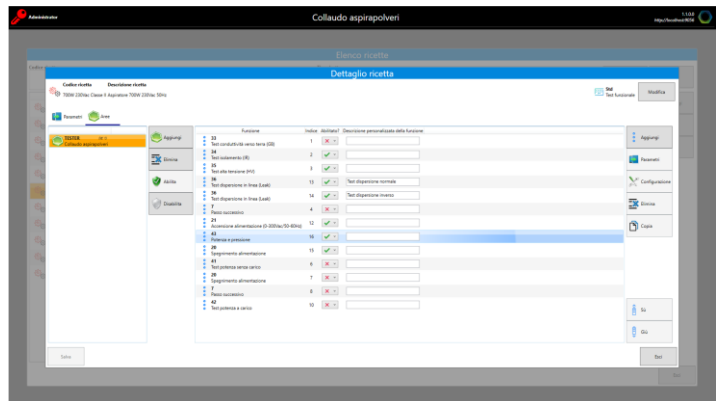 Administrator
Collaudo aspirapolveri
1.1.0.0
Elenco ricette
Dettaglio ricetta
Codice ricetta Descrizione ricetta
700W 230Vac Classe II Aspiratore 700W 230Vac 50Hz
Std
Test funzionale
Modifica
Parametri
Area
TESTER
Collaudo aspirapolveri
Aggiungi
Elimina
Abilita
Disabilita
Funzione Indice Abilitato? Descrizione personalizzata della funzione
33
Test conduttività verso terra (GB) 1
34
Test isolamento (IR) 2
35
Test alta tensione (HV) 3
36
Test dispersione in linea (Leak) 13 Test dispersione normale
36
Test dispersione in linea (Leak) 14 Test dispersione inverso
7
Passo successivo 4
21
Accensione alimentazione (0-300Vac/50-60Hz) 12
43
Potenza e pressione 16
20
Spegnimento alimentazione 15
41
Test potenza senza carico 6
20
Spegnimento alimentazione 7
7
Passo successivo 8
42
Test potenza a carico 10
Aggiungi
Parametri
Configurazione
Elimina
Copia
Su
Giù
Salva
Esci